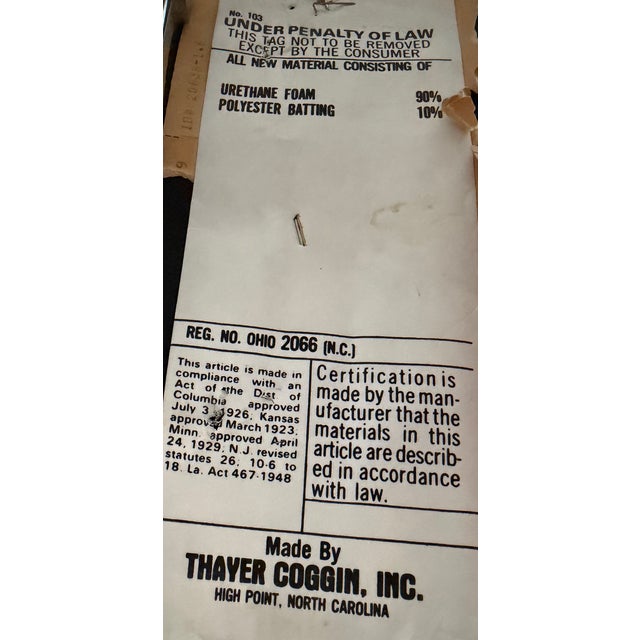 No. 103
UNDER PENALTY OF LAW
THIS TAG NOT TO BE REMOVED
EXCEPT BY THE CONSUMER
ALL NEW MATERIAL CONSISTING OF
URETHANE FOAM 90%
POLYESTER BATTING 10%
REG. NO. OHIO 2066 (N.C.)
This article is made in
compliance with an
Act of the Dist. of
Columbia approved
July 3, 1926, Kansas
approved March 1923,
Minn. approved April
24, 1929, N.J. revised
statutes 26, 10-6 to
18. La. Act 467-1948
Certification is
made by the man-
ufacturer that the
materials in this
article are describ-
ed in accordance
with law.
Made By
THAYER COGGIN, INC.
HIGH POINT, NORTH CAROLINA